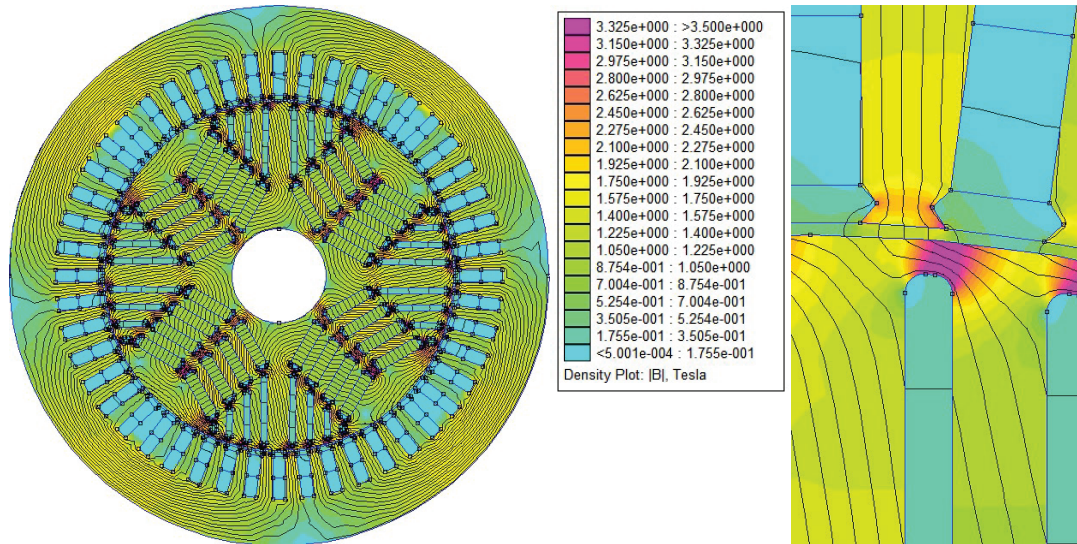 3.325e+000 : >3.500e+000
3.150e+000 : 3.325e+000
2.975e+000 : 3.150e+000
2.800e+000 : 2.975e+000
2.625e+000 : 2.800e+000
2.450e+000 : 2.625e+000
2.275e+000 : 2.450e+000
2.100e+000 : 2.275e+000
1.925e+000 : 2.100e+000
1.750e+000 : 1.925e+000
1.575e+000 : 1.750e+000
1.400e+000 : 1.575e+000
1.225e+000 : 1.400e+000
1.050e+000 : 1.225e+000
8.754e-001 : 1.050e+000
7.004e-001 : 8.754e-001
5.254e-001 : 7.004e-001
3.505e-001 : 5.254e-001
1.755e-001 : 3.505e-001
<5.001e-004 : 1.755e-001
Density Plot: |B|, Tesla